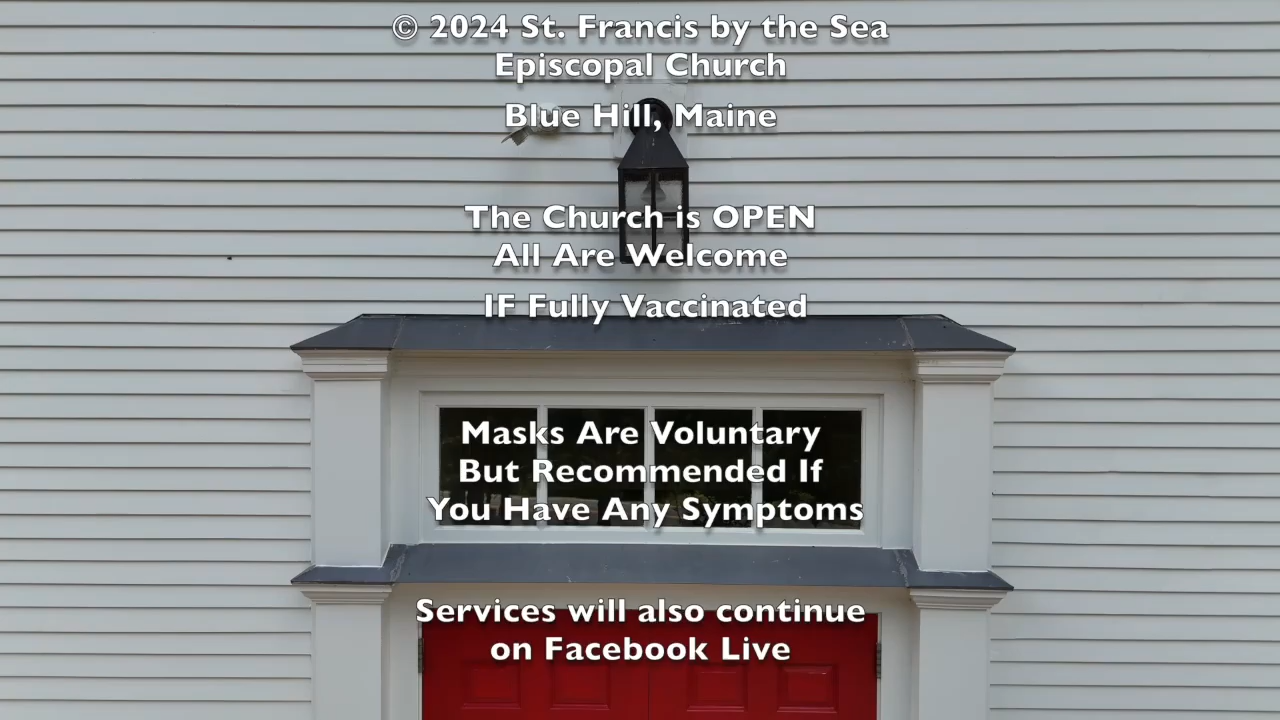 © 2024 St. Francis by the Sea
Episcopal Church
Blue Hill, Maine
The Church is OPEN
All Are Welcome
IF Fully Vaccinated
Masks Are Voluntary
But Recommended If
You Have Any Symptoms
Services will also continue
on Facebook Live